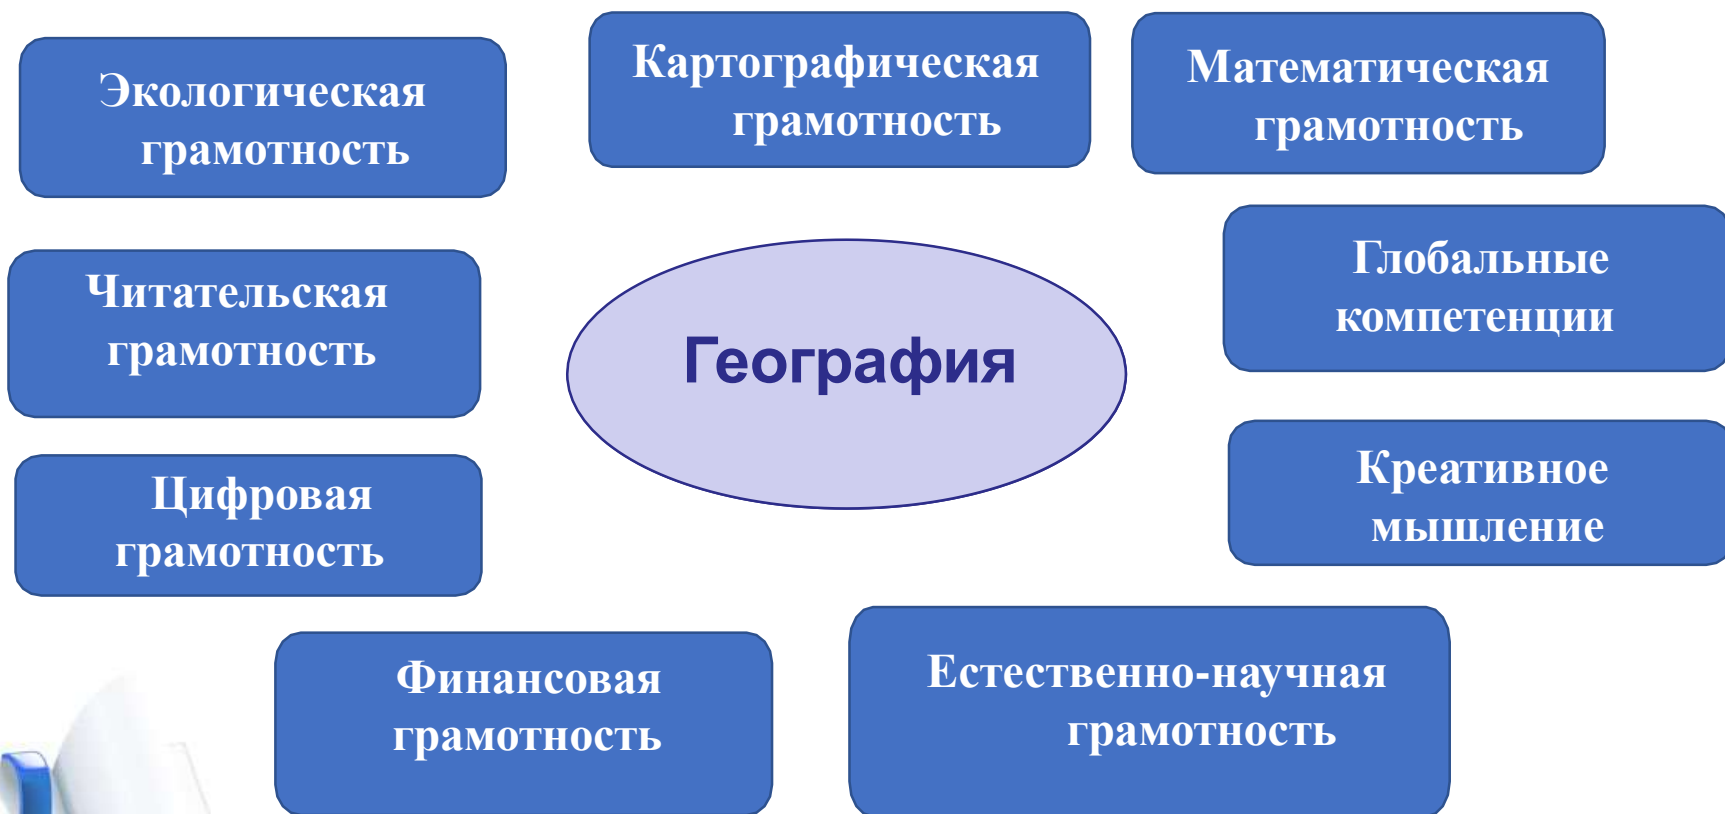 Экологическая
грамотность
Картографическая
грамотность
Математическая
грамотность
Читательская
грамотность
География
Глобальные
компетенции
Цифровая
грамотность
Креативное
мышление
Финансовая
грамотность
Естественно-научная
грамотность